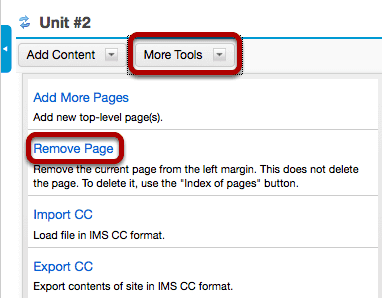 Unit #2
Add Content
More Tools
Add More Pages
Add new top-level page(s).
Remove Page
Remove the current page from the left margin. This does not delete
the page. To delete it, use the "Index of pages" button.
Import CC
Load file in IMS CC format.
Export CC
Export contents of site in IMS CC format.